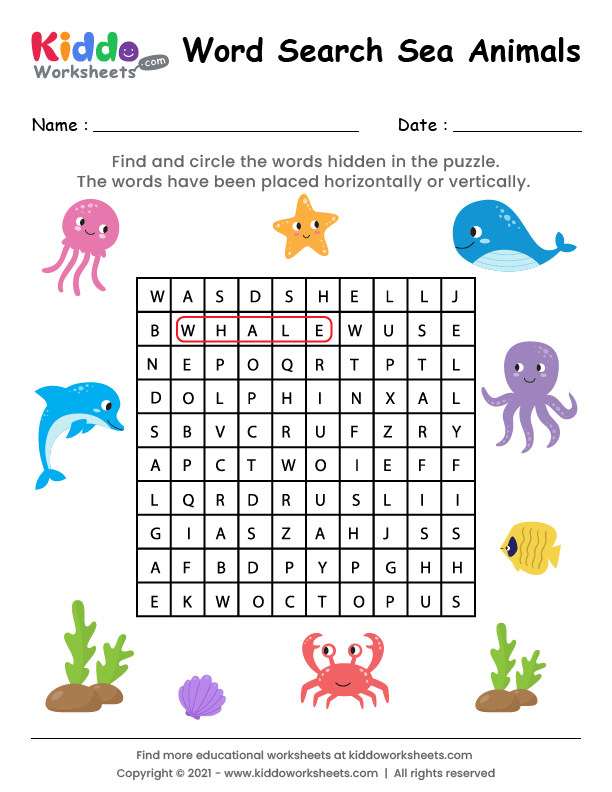 Kiddo
Worksheets.com
Word Search Sea Animals
Name :
Date :
Find and circle the words hidden in the puzzle.
The words have been placed horizontally or vertically.
W A S D S H E L L J
B W H A L E W U S E
N E P O Q R T P T L
D O L P H I N X A L
S B V C R U F Z R Y
A P C T W O I E F F
L Q R D R U S L I I
G I A S Z A H J S S
A F B D P Y P G H H
E K W O C T O P U S
Find more educational worksheets at kiddoworksheets.com
Copyright © 2021 - www.kiddoworksheets.com | All rights reserved